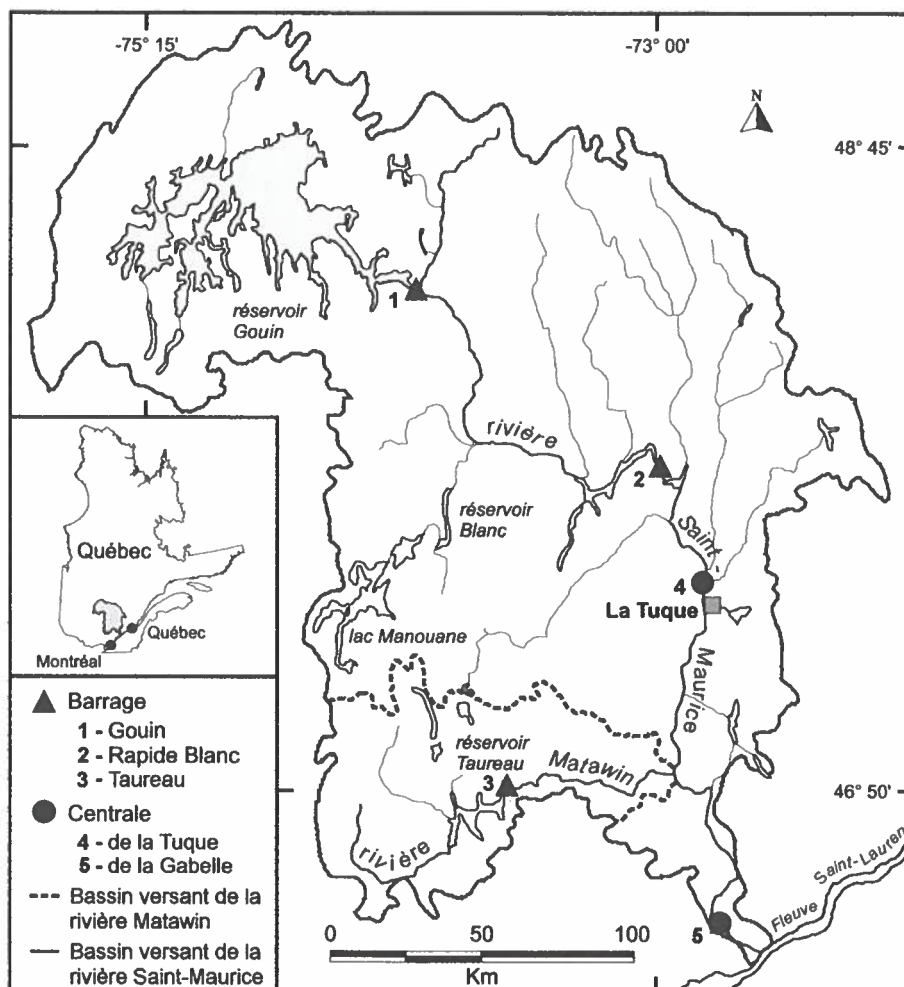 -75° 15'
-73° 00'
N
48° 45'
1
réservoir
Gouin
rivière
2
réservoir
Blanc
Saint-
4
La Tuque
lac Manouane
Maurice
réservoir
Taureau
3
Matawin
46° 50'
rivière
Saint-Lauren
Fleuve
5
Québec
Québec
Montréal
Barrage
1 - Gouin
2 - Rapide Blanc
3 - Taureau
Centrale
4 - de la Tuque
5 - de la Gabelle
Bassin versant de la
rivière Matawin
Bassin versant de la
rivière Saint-Maurice
0 50 100
Km